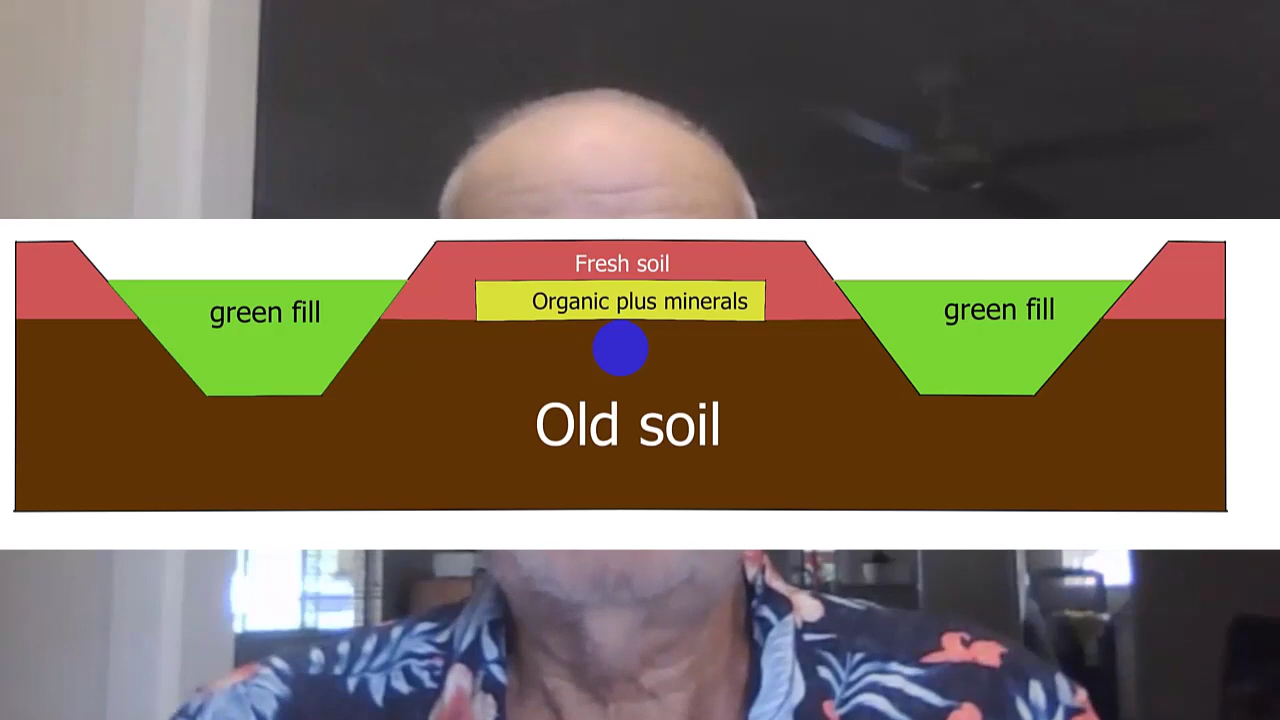 Fresh soil
Organic plus minerals
green fill
green fill
Old soil